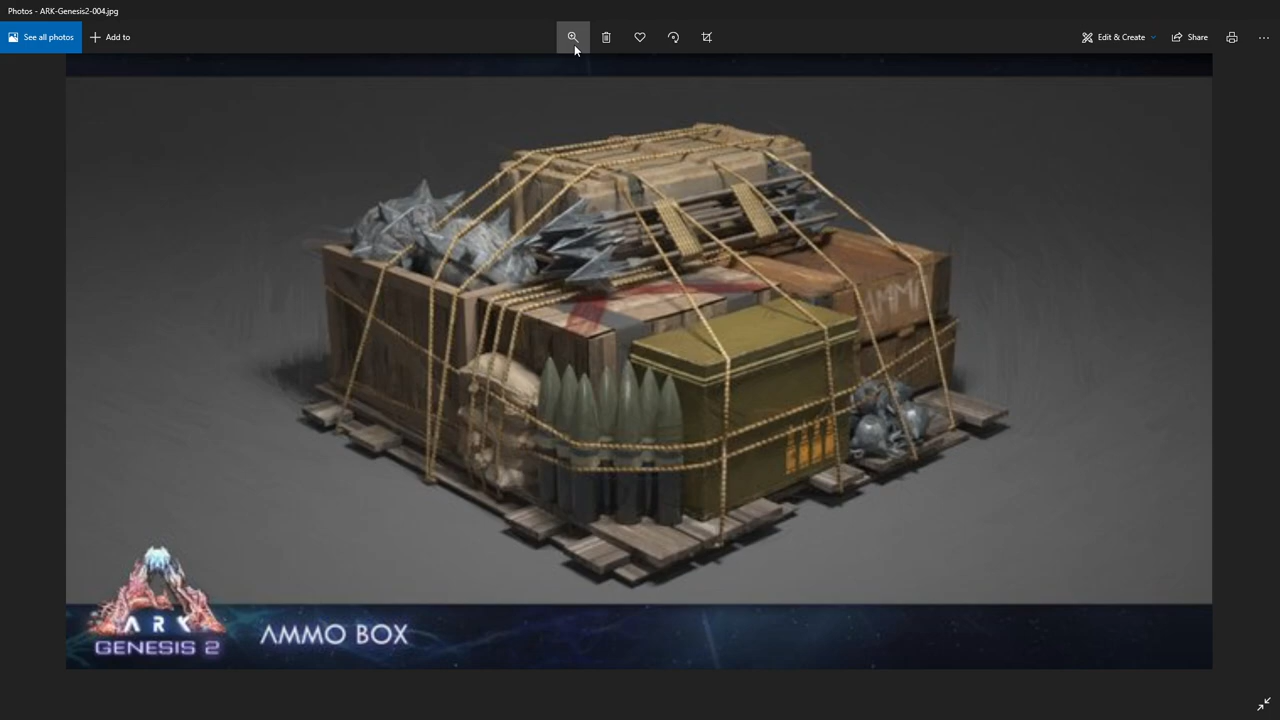 Photos - ARK-Genesis2-004.jpg
See all photos
Add to
Edit & Create
Share
AMMO
ARK
GENESIS 2
AMMO BOX